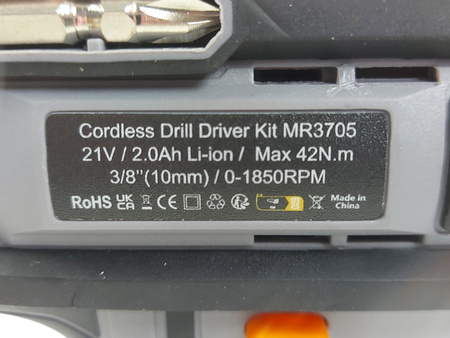 Cordless Drill Driver Kit MR3705
21V / 2.0Ah Li-ion / Max 42N.m
3/8"(10mm) / 0-1850RPM
RoHS UK CA CE Made in
China